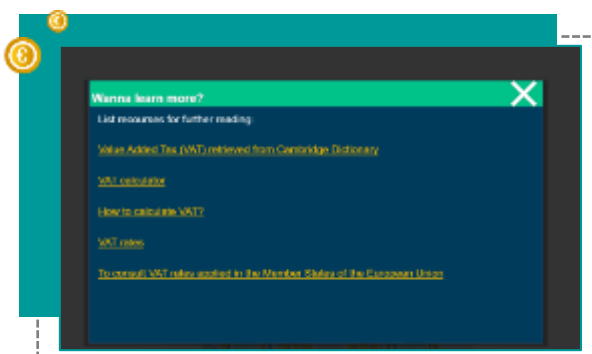 Wanna learn more?
List recourses for further reading:
Value Added Tax (VAT) retrieved from Cambridge Dictionary
VAT calculator
How to calculate VAT?
VAT rates
To consult VAT rates applied in the Member States of the European Union